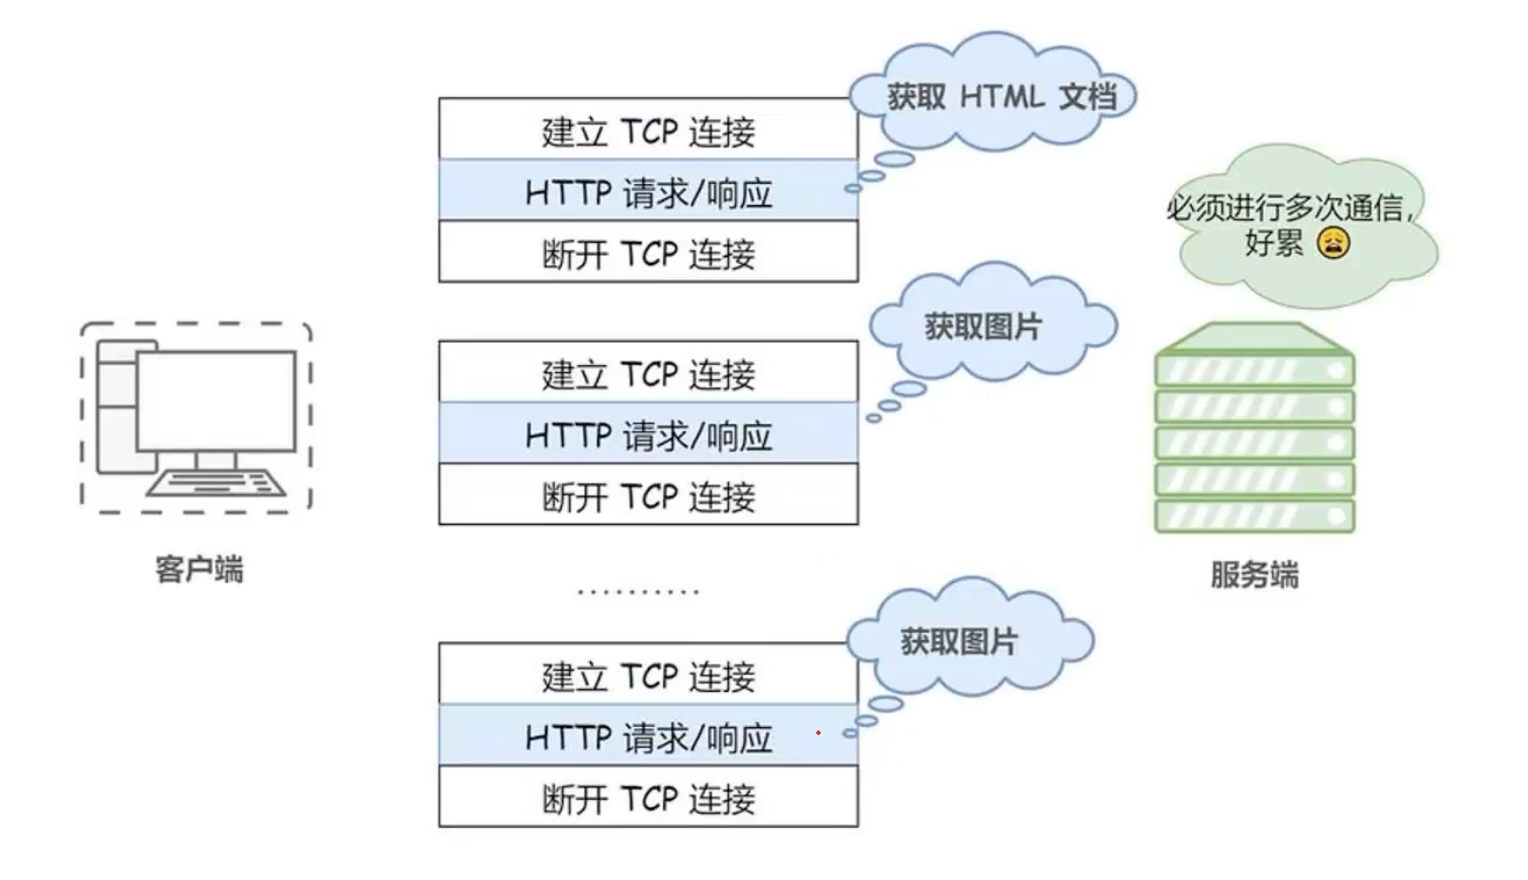 获取 HTML 文档
建立 TCP 连接
HTTP 请求/响应
断开 TCP 连接
必须进行多次通信，
好累 😩
获取图片
建立 TCP 连接
HTTP 请求/响应
断开 TCP 连接
客户端
服务端
··········
获取图片
建立 TCP 连接
HTTP 请求/响应
断开 TCP 连接